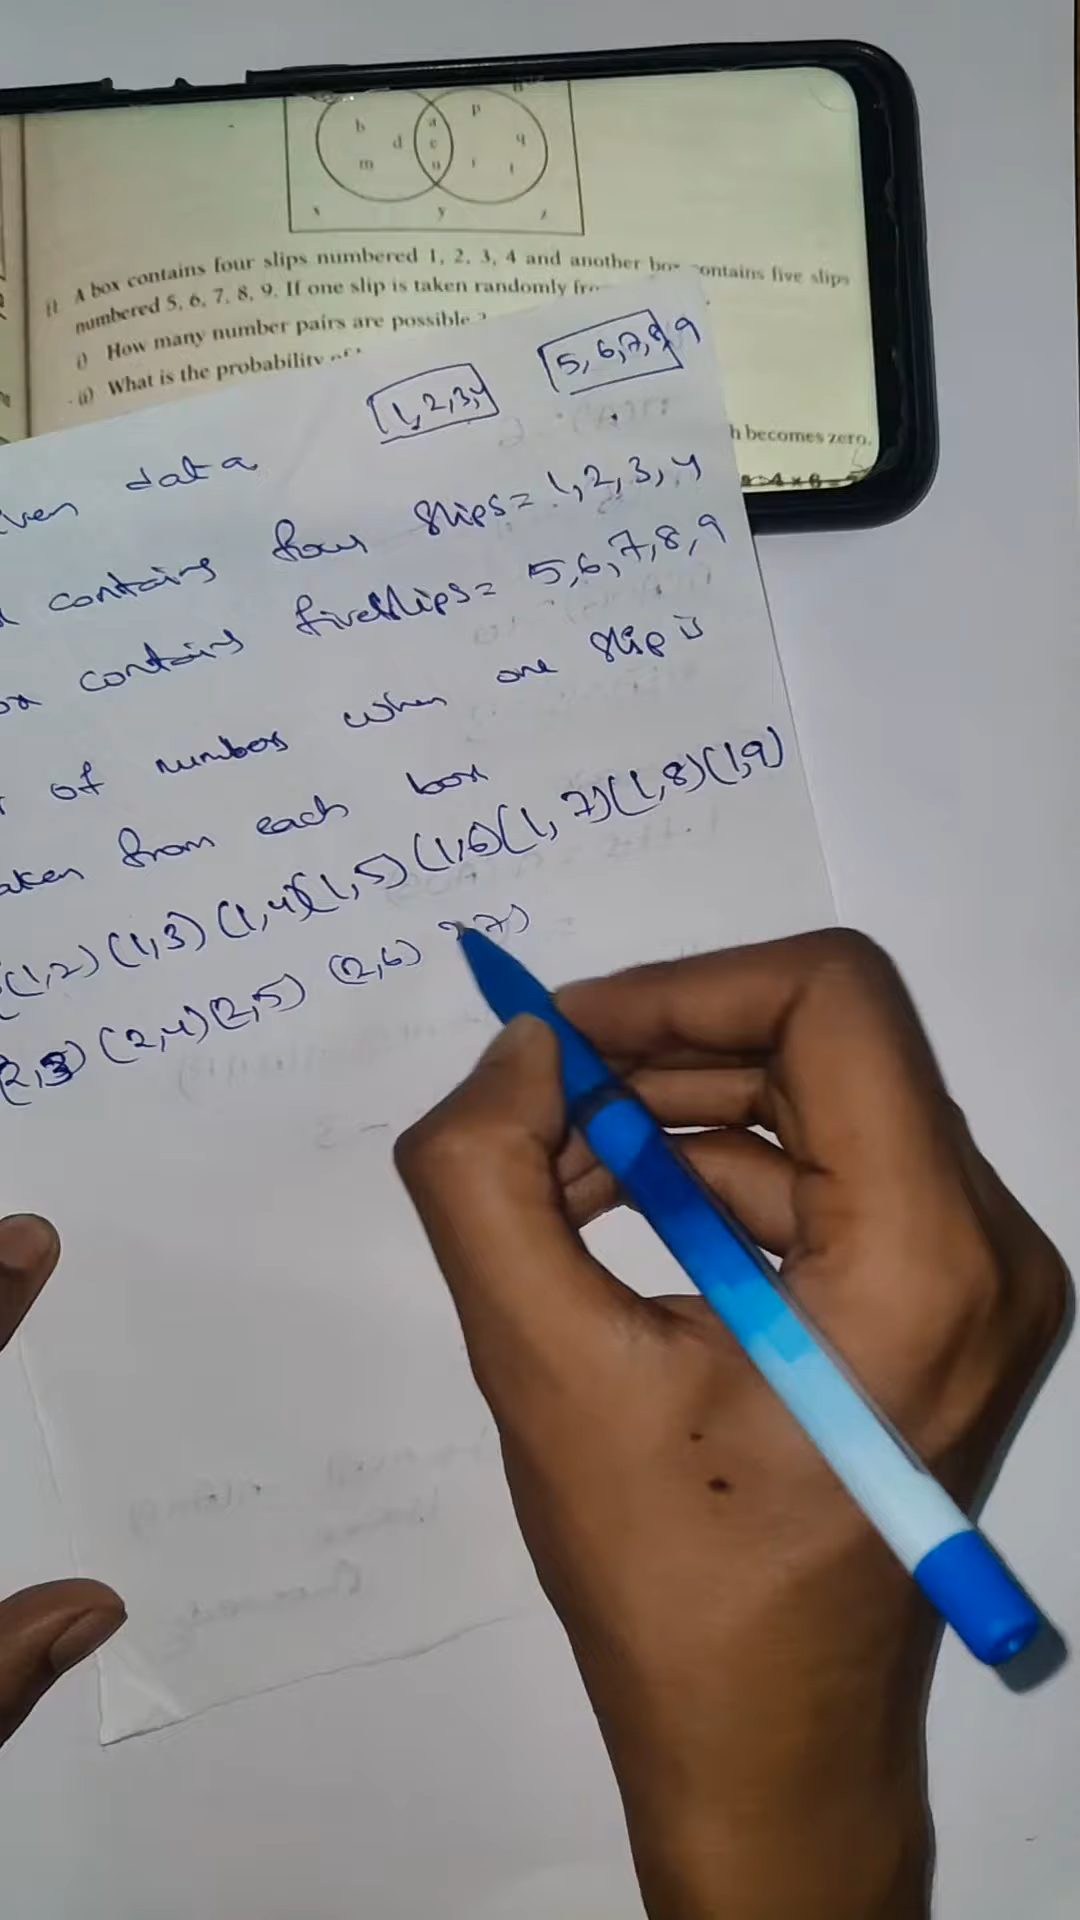 b d m a e u p q i t
x y z
A box contains four slips numbered 1, 2, 3, 4 and another box contains five slips
numbered 5, 6, 7, 8, 9. If one slip is taken randomly
i) How many number pairs are possible ?
ii) What is the probability
1,2,3,4 5,6,7,8,9
h becomes zero.
data
contains four slips= 1,2,3,4
contains fiveslips= 5,6,7,8,9
of numbers when one slip is
from each box
(1,2) (1,3) (1,4)(1,5) (1,6)(1,7)(1,8)(1,9)
2,3) (2,4)(2,5) (2,6) 7)